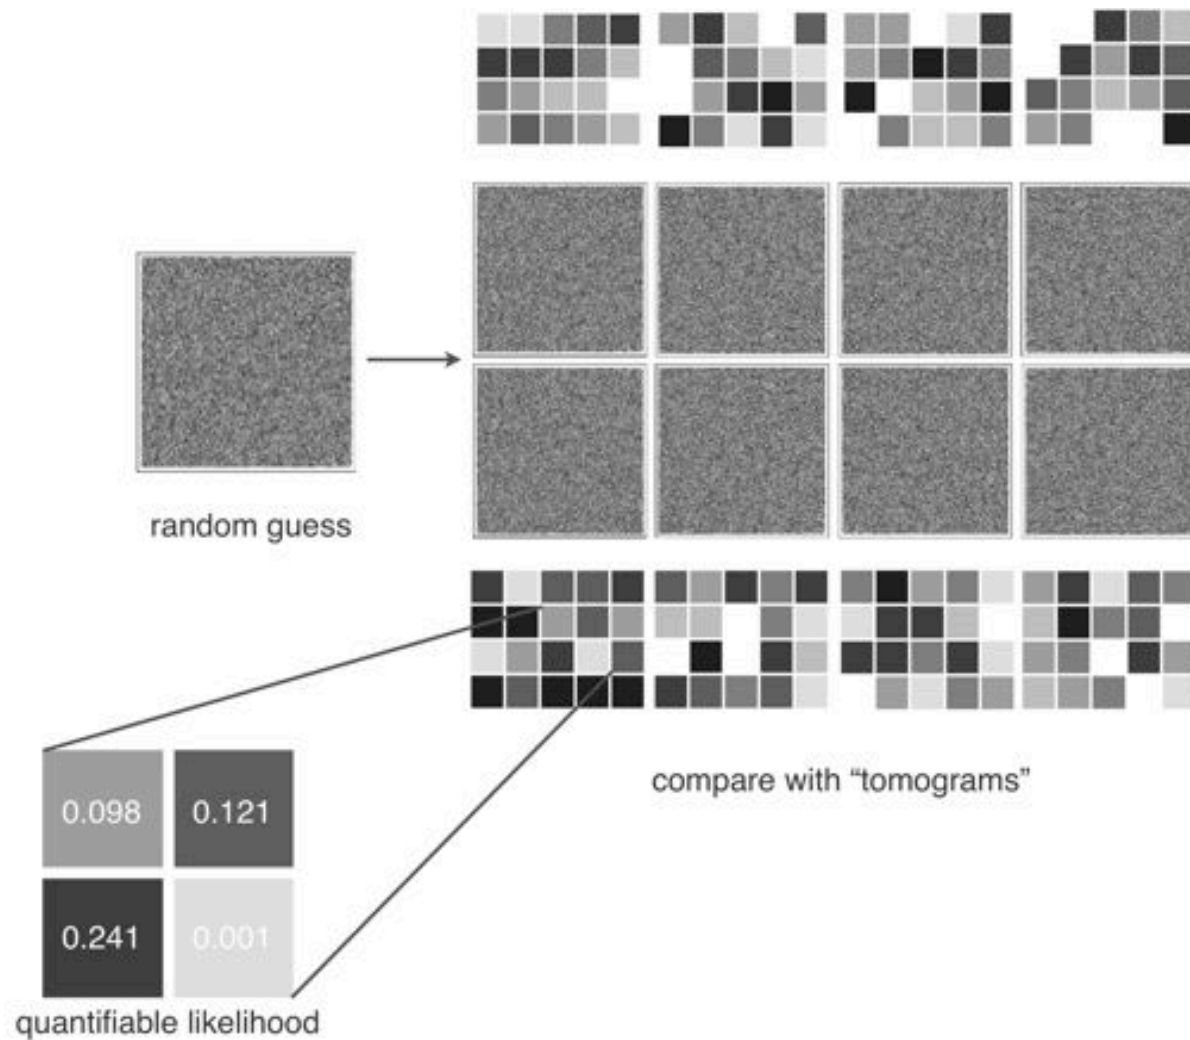 random guess
compare with “tomograms”
0.098 0.121
0.241 0.001
quantifiable likelihood